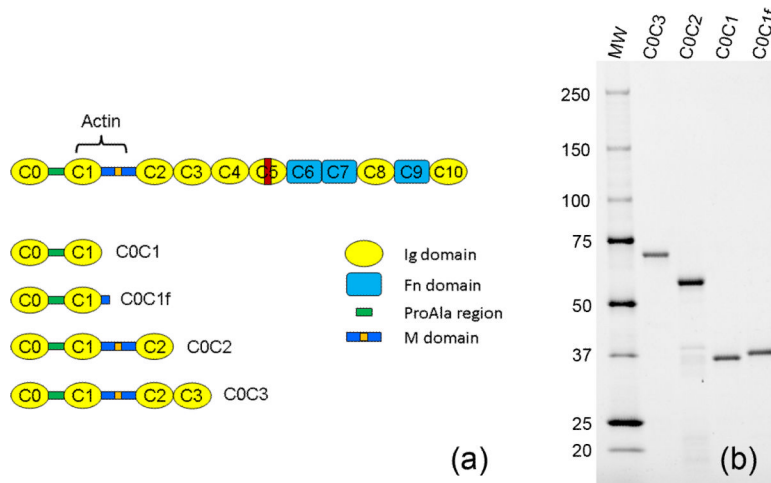 Actin
C0 C1 C2 C3 C4 C5 C6 C7 C8 C9 C10
C0 C1 C0C1
C0 C1 C0C1f
C0 C1 C2 C0C2
C0 C1 C2 C3 C0C3
Ig domain
Fn domain
ProAla region
M domain
(a)
MW C0C3 C0C2 C0C1 C0C1f
250
150
100
75
50
37
25
20
(b)